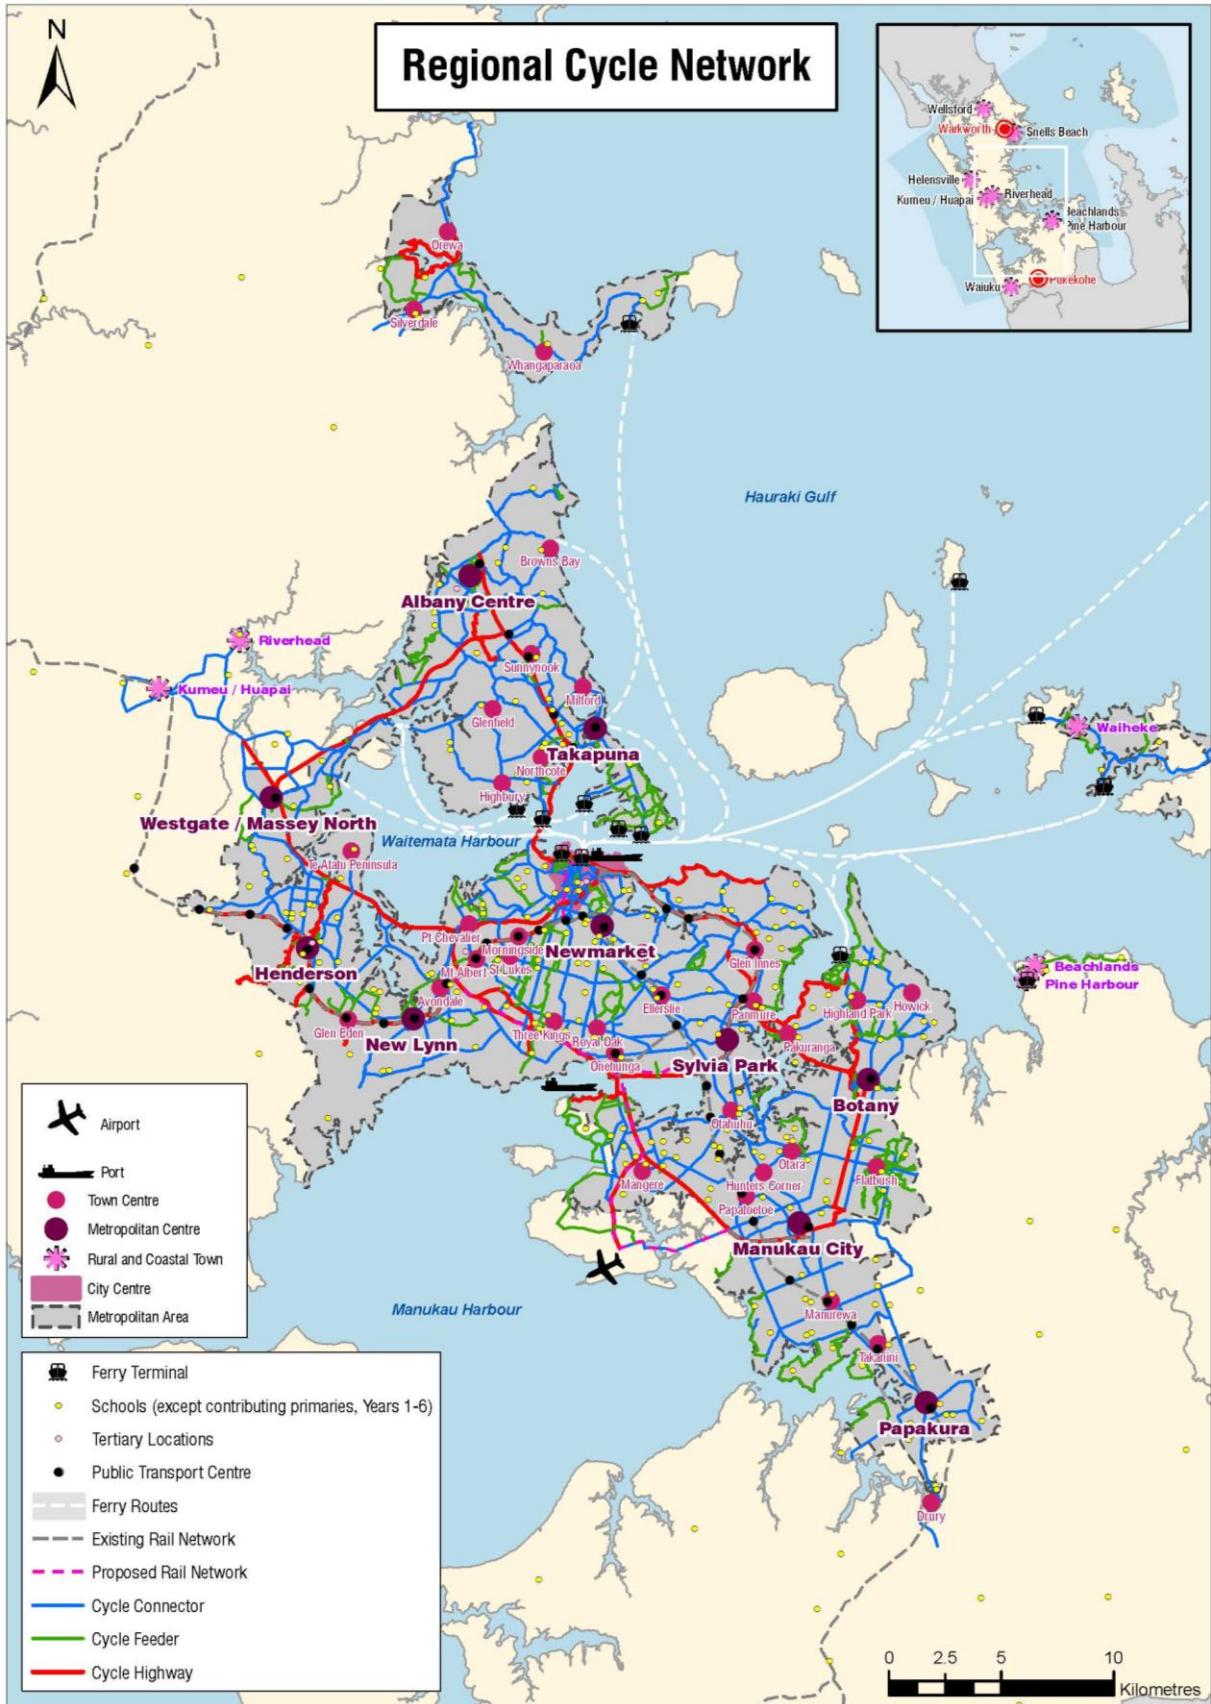 N
Regional Cycle Network
Wellsford
Warkworth
Snells Beach
Helensville
Riverhead
Kumeu / Huapai
Beachlands
Pine Harbour
Waiuku
Pukekohe
Orewa
Silverdale
Whangaparaoa
Hauraki Gulf
Browns Bay
Albany Centre
Riverhead
Sunnynook
Kumeu / Huapai
Milford
Glenfield
Waiheke
Takapuna
Northcote
Highbury
Westgate / Massey North
Waitemata Harbour
Te Atatu Peninsula
Pt Chevalier
Morningside
Newmarket
Glen Innes
Henderson
Mt Albert
St Lukes
Beachlands
Pine Harbour
Avondale
Ellerslie
Panmure
Highland Park
Howick
Glen Eden
New Lynn
Three Kings
Royal Oak
Pakuranga
Onehunga
Sylvia Park
Botany
Otahuhu
Otara
Mangere
Hunters Corner
Flatbush
Papatoetoe
Manukau City
Manukau Harbour
Manurewa
Takanini
Papakura
Drury
Airport
Port
Town Centre
Metropolitan Centre
Rural and Coastal Town
City Centre
Metropolitan Area
Ferry Terminal
Schools (except contributing primaries, Years 1-6)
Tertiary Locations
Public Transport Centre
Ferry Routes
Existing Rail Network
Proposed Rail Network
Cycle Connector
Cycle Feeder
Cycle Highway
0 2.5 5 10
Kilometres